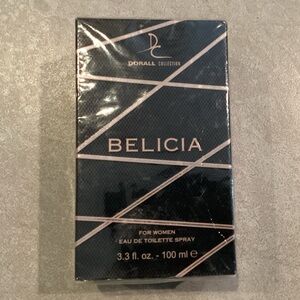 DC
DORALL COLLECTION
BELICIA
FOR WOMEN
EAU DE TOILETTE SPRAY
3.3 fl. oz. - 100 ml ℮